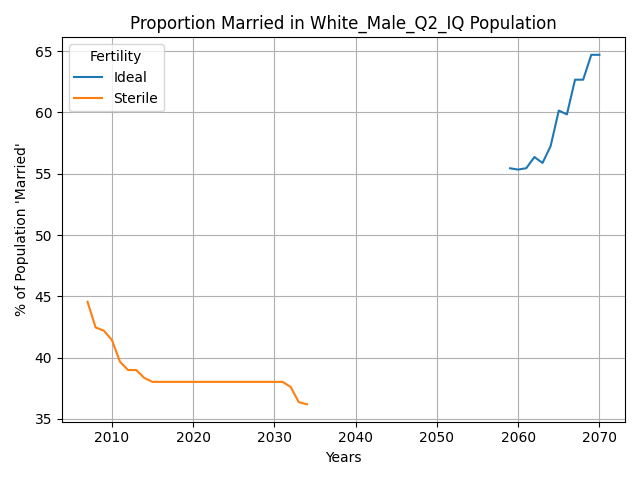 Proportion Married in White_Male_Q2_IQ Population
Fertility
Ideal
Sterile
% of Population 'Married'
65
60
55
50
45
40
35
2010 2020 2030 2040 2050 2060 2070
Years